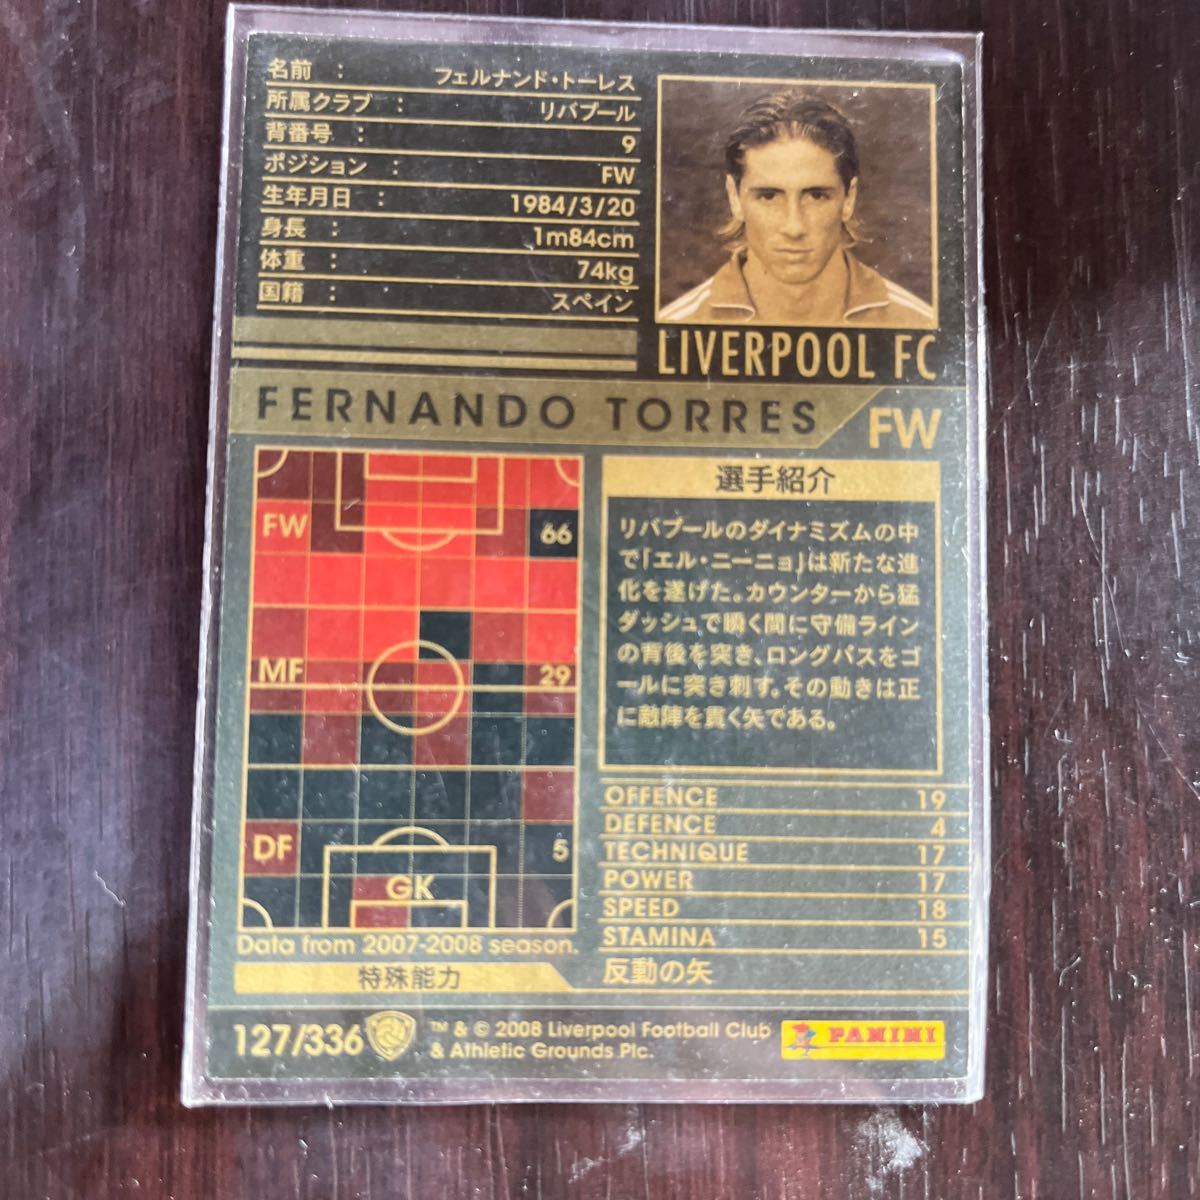 名前 : フェルナンド・トーレス
所属クラブ : リバプール
背番号 : 9
ポジション : FW
生年月日 : 1984/3/20
身長 : 1m84cm
体重 : 74kg
国籍 : スペイン
LIVERPOOL FC
FERNANDO TORRES
FW
FW 66
MF 29
DF 5
GK
Data from 2007-2008 season.
選手紹介
リバプールのダイナミズムの中
で「エル・ニーニョ」は新たな進
化を遂げた。カウンターから猛
ダッシュで瞬く間に守備ライン
の背後を突き、ロングパスをゴ
ールに突き刺す。その動きは正
に敵陣を貫く矢である。
OFFENCE 19
DEFENCE 4
TECHNIQUE 17
POWER 17
SPEED 18
STAMINA 15
特殊能力 反動の矢
127/336
™ & © 2008 Liverpool Football Club
& Athletic Grounds Plc.
PANINI